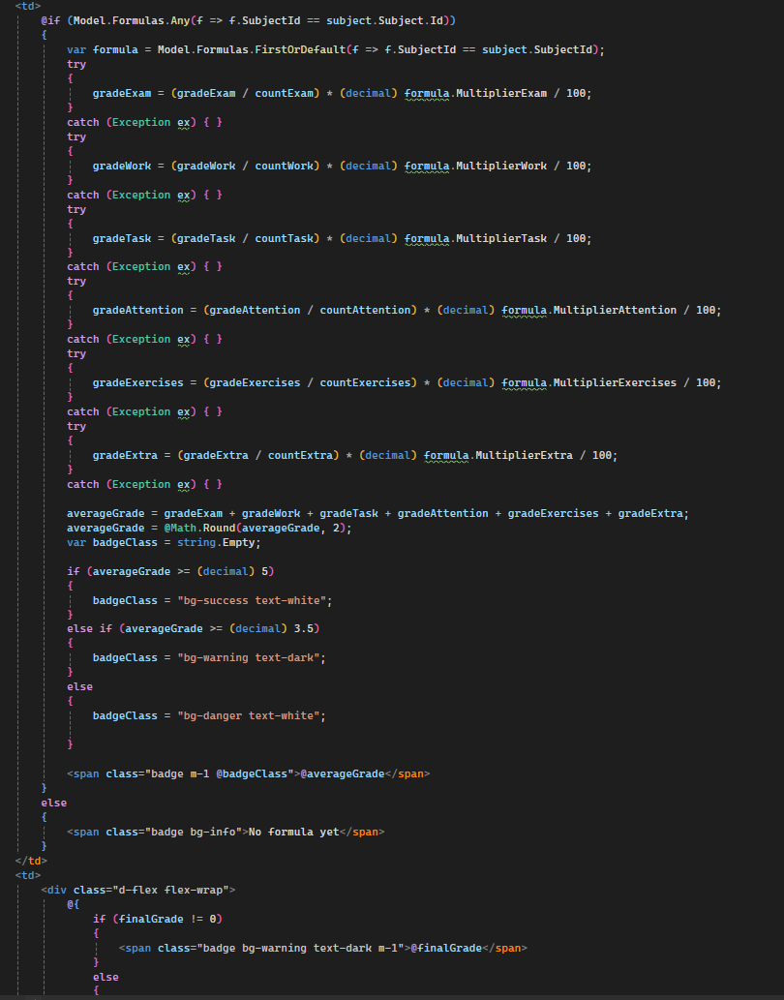 <td>
@if (Model.Formulas.Any(f => f.SubjectId == subject.Subject.Id))
{
var formula = Model.Formulas.FirstOrDefault(f => f.SubjectId == subject.SubjectId);
try
{
gradeExam = (gradeExam / countExam) * (decimal) formula.MultiplierExam / 100;
}
catch (Exception ex) { }
try
{
gradeWork = (gradeWork / countWork) * (decimal) formula.MultiplierWork / 100;
}
catch (Exception ex) { }
try
{
gradeTask = (gradeTask / countTask) * (decimal) formula.MultiplierTask / 100;
}
catch (Exception ex) { }
try
{
gradeAttention = (gradeAttention / countAttention) * (decimal) formula.MultiplierAttention / 100;
}
catch (Exception ex) { }
try
{
gradeExercises = (gradeExercises / countExercises) * (decimal) formula.MultiplierExercises / 100;
}
catch (Exception ex) { }
try
{
gradeExtra = (gradeExtra / countExtra) * (decimal) formula.MultiplierExtra / 100;
}
catch (Exception ex) { }
averageGrade = gradeExam + gradeWork + gradeTask + gradeAttention + gradeExercises + gradeExtra;
averageGrade = @Math.Round(averageGrade, 2);
var badgeClass = string.Empty;
if (averageGrade >= (decimal) 5)
{
badgeClass = "bg-success text-white";
}
else if (averageGrade >= (decimal) 3.5)
{
badgeClass = "bg-warning text-dark";
}
else
{
badgeClass = "bg-danger text-white";
}
<span class="badge m-1 @badgeClass">@averageGrade</span>
}
else
{
<span class="badge bg-info">No formula yet</span>
}
</td>
<td>
<div class="d-flex flex-wrap">
@{
if (finalGrade != 0)
{
<span class="badge bg-warning text-dark m-1">@finalGrade</span>
}
else
{